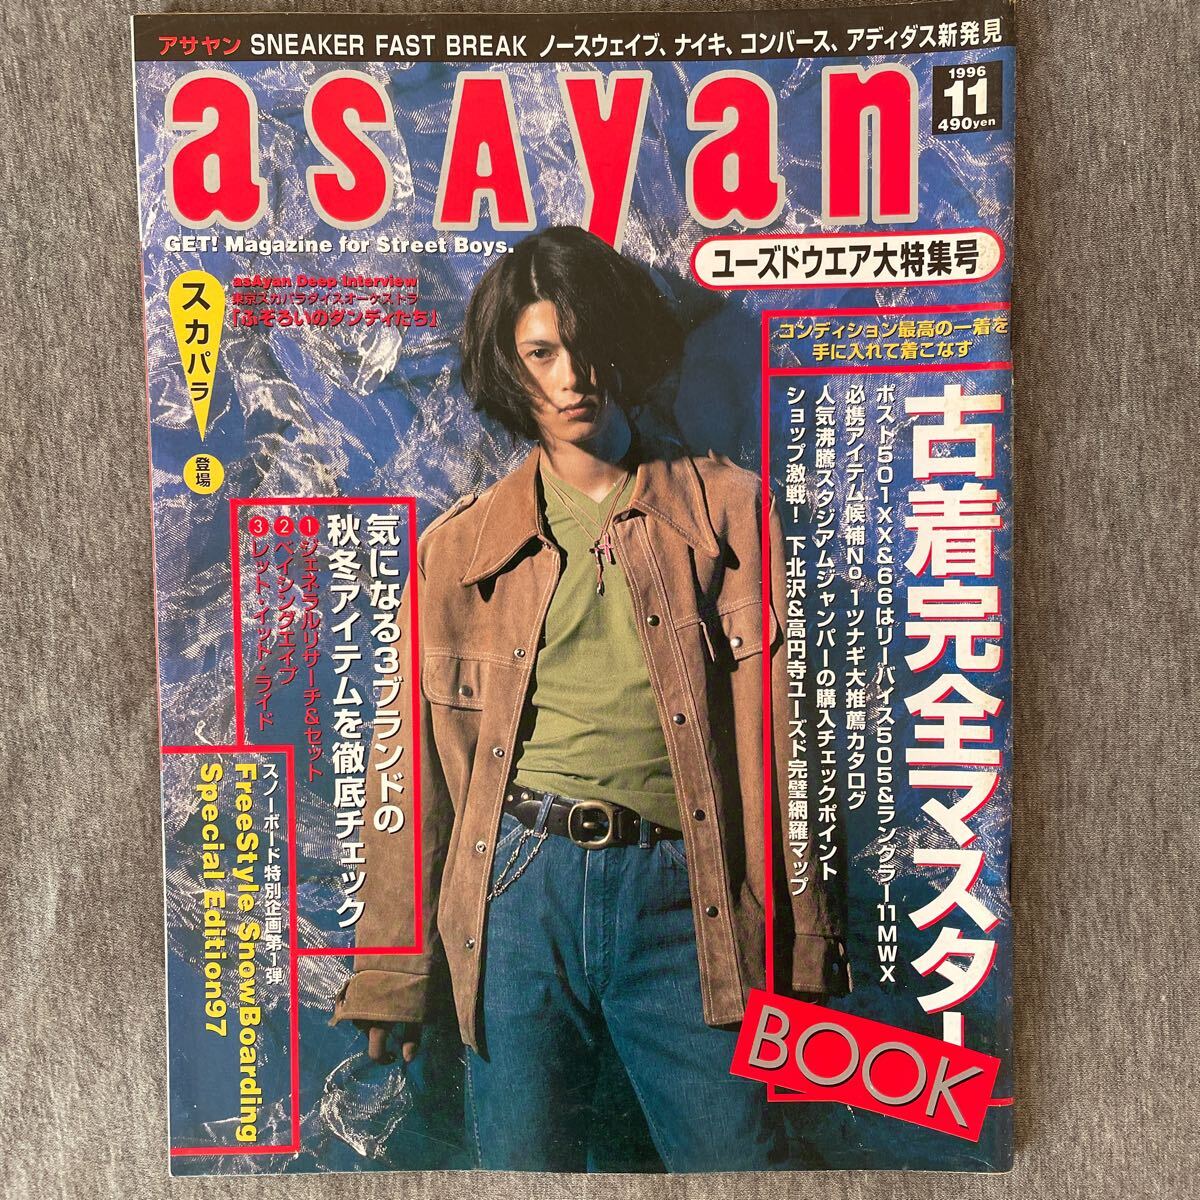 アサヤン SNEAKER FAST BREAK ノースウェイブ、ナイキ、コンバース、アディダス新発見
asAyan
1996
11
490yen
GET! Magazine for Street Boys.
ユーズドウエア大特集号
スカパラ
登場
asAyan Deep Interview
東京スカパラダイスオーケストラ
「ふぞろいのダンディたち」
コンディション最高の一着を
手に入れて着こなす
古着完全マスター
BOOK
ポスト501XX&66はリーバイス505&ラングラー11MWX
必携アイテム候補No.1ツナギ大推薦カタログ
人気沸騰スタジアムジャンパーの購入チェックポイント
ショップ激戦! 下北沢&高円寺ユーズド完璧網羅マップ
気になる3ブランドの
秋冬アイテムを徹底チェック
1 ジェネラルリサーチ&セット
2 ベイシングエイプ
3 レット・イット・ライド
スノーボード特別企画第1弾
FreeStyle SnowBoarding
Special Edition97